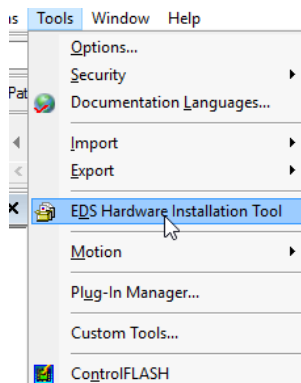 ns Tools Window Help
Options...
Security
Pat
Documentation Languages...
Import
Export
EDS Hardware Installation Tool
Motion
Plug-In Manager...
Custom Tools...
ControlFLASH